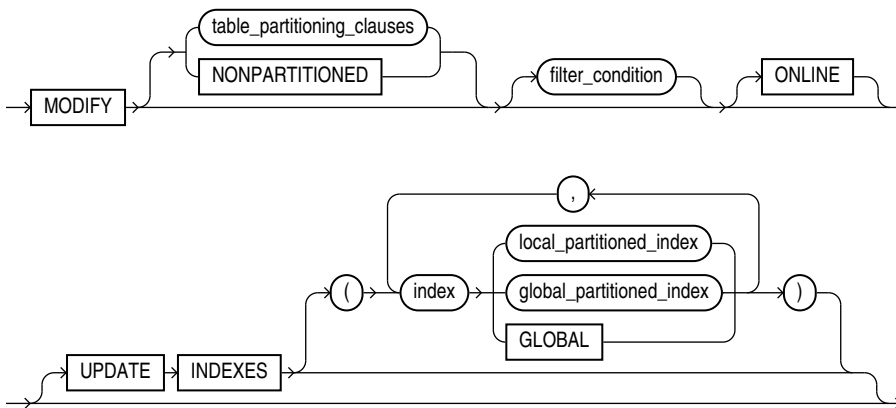 table_partitioning_clauses
NONPARTITIONED
filter_condition
ONLINE
MODIFY
,
local_partitioned_index
( index global_partitioned_index )
GLOBAL
UPDATE INDEXES